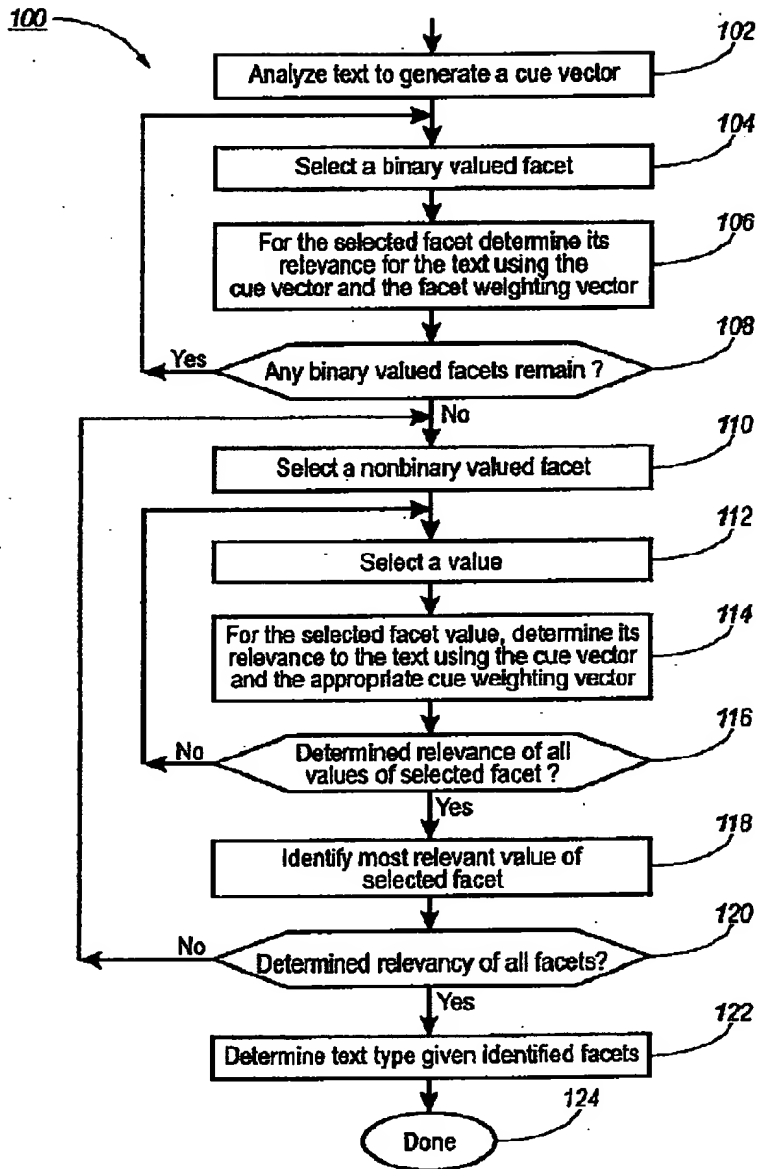 100
102
Analyze text to generate a cue vector
104
Select a binary valued facet
106
For the selected facet determine its
relevance for the text using the
cue vector and the facet weighting vector
108
Yes
Any binary valued facets remain ?
No
110
Select a nonbinary valued facet
112
Select a value
114
For the selected facet value, determine its
relevance to the text using the cue vector
and the appropriate cue weighting vector
116
No
Determined relevance of all
values of selected facet ?
Yes
118
Identify most relevant value of
selected facet
120
No
Determined relevancy of all facets?
Yes
122
Determine text type given identified facets
124
Done